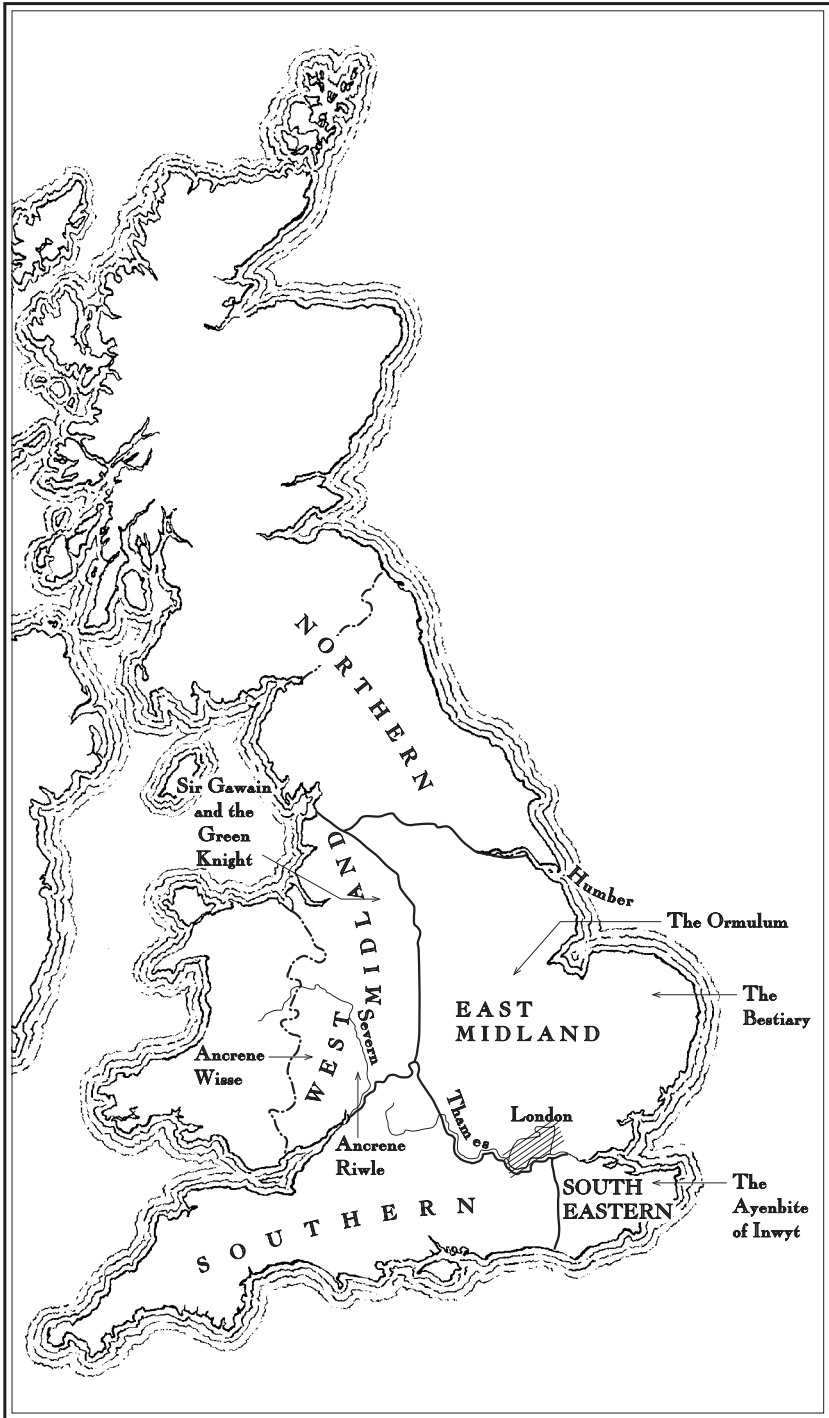 NORTHERN
Sir Gawain
and the
Green
Knight
WEST MIDLAND
Humber
The Ormulum
The
Bestiary
EAST
MIDLAND
Severn
Ancrene
Wisse
Thames
London
Ancrene
Riwle
SOUTH
EASTERN
The
Ayenbite
of Inwyt
SOUTHERN